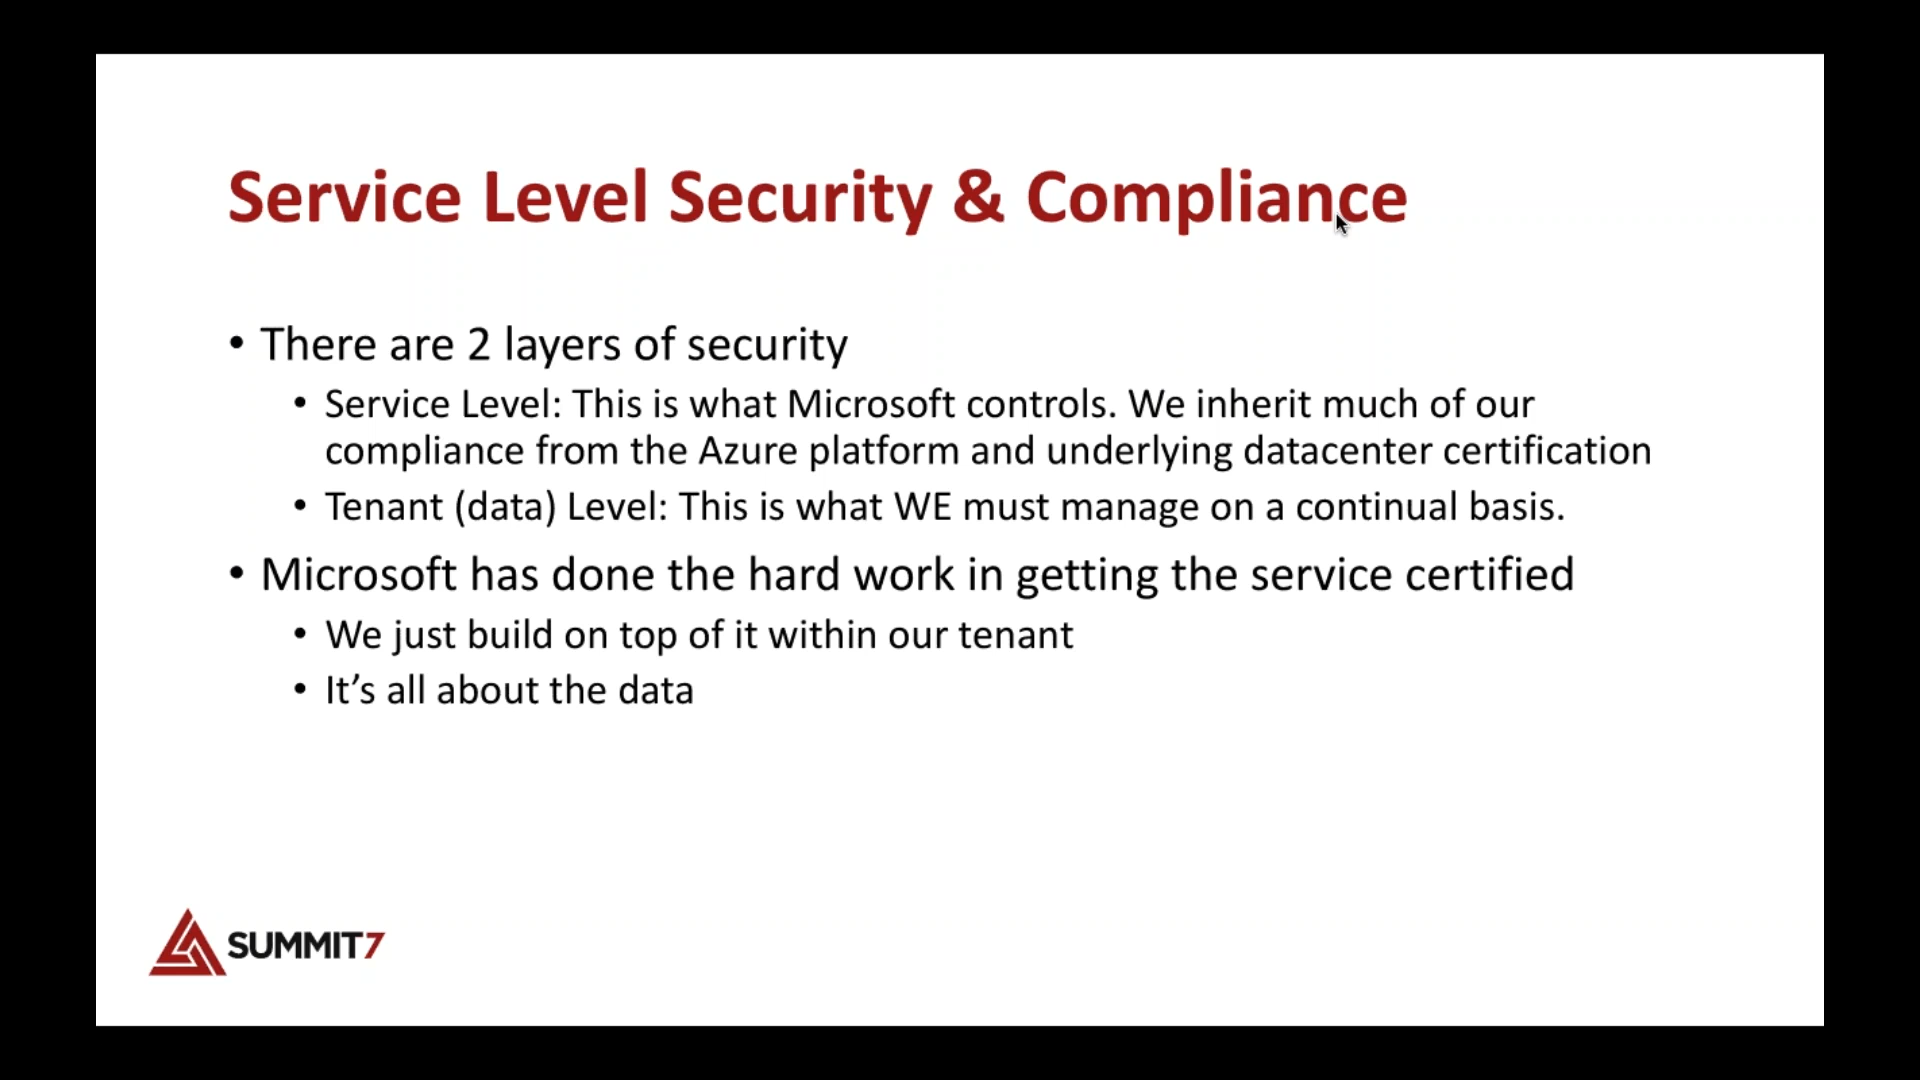 Service Level Security & Compliance
• There are 2 layers of security
• Service Level: This is what Microsoft controls. We inherit much of our
compliance from the Azure platform and underlying datacenter certification
• Tenant (data) Level: This is what WE must manage on a continual basis.
• Microsoft has done the hard work in getting the service certified
• We just build on top of it within our tenant
• It’s all about the data
SUMMIT7